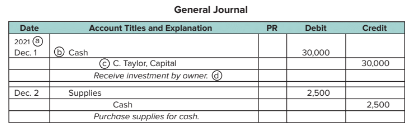 General Journal
Date Account Titles and Explanation PR Debit Credit
2021 ⓐ
Dec. 1 ⓑ Cash 30,000
ⓒ C. Taylor, Capital 30,000
Receive investment by owner. ⓓ
Dec. 2 Supplies 2,500
Cash 2,500
Purchase supplies for cash.